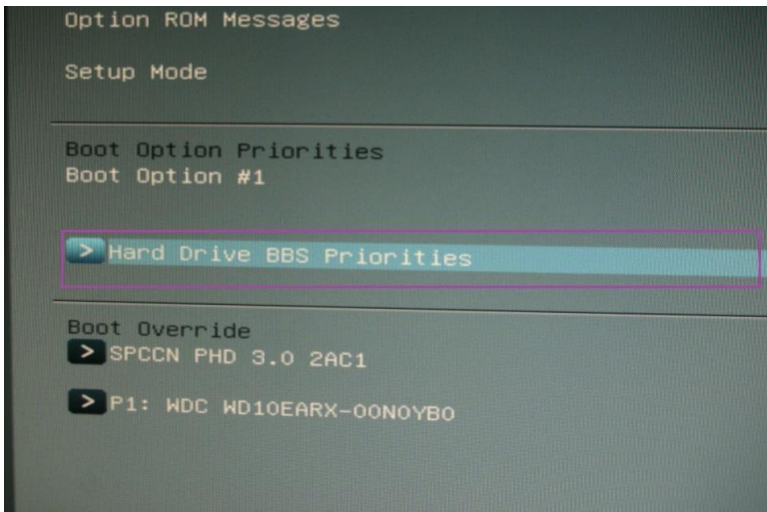 Option ROM Messages
Setup Mode
Boot Option Priorities
Boot Option #1
> Hard Drive BBS Priorities
Boot Override
> SPCCN PHD 3.0 2AC1
> P1: WDC WD10EARX-00N0YB0